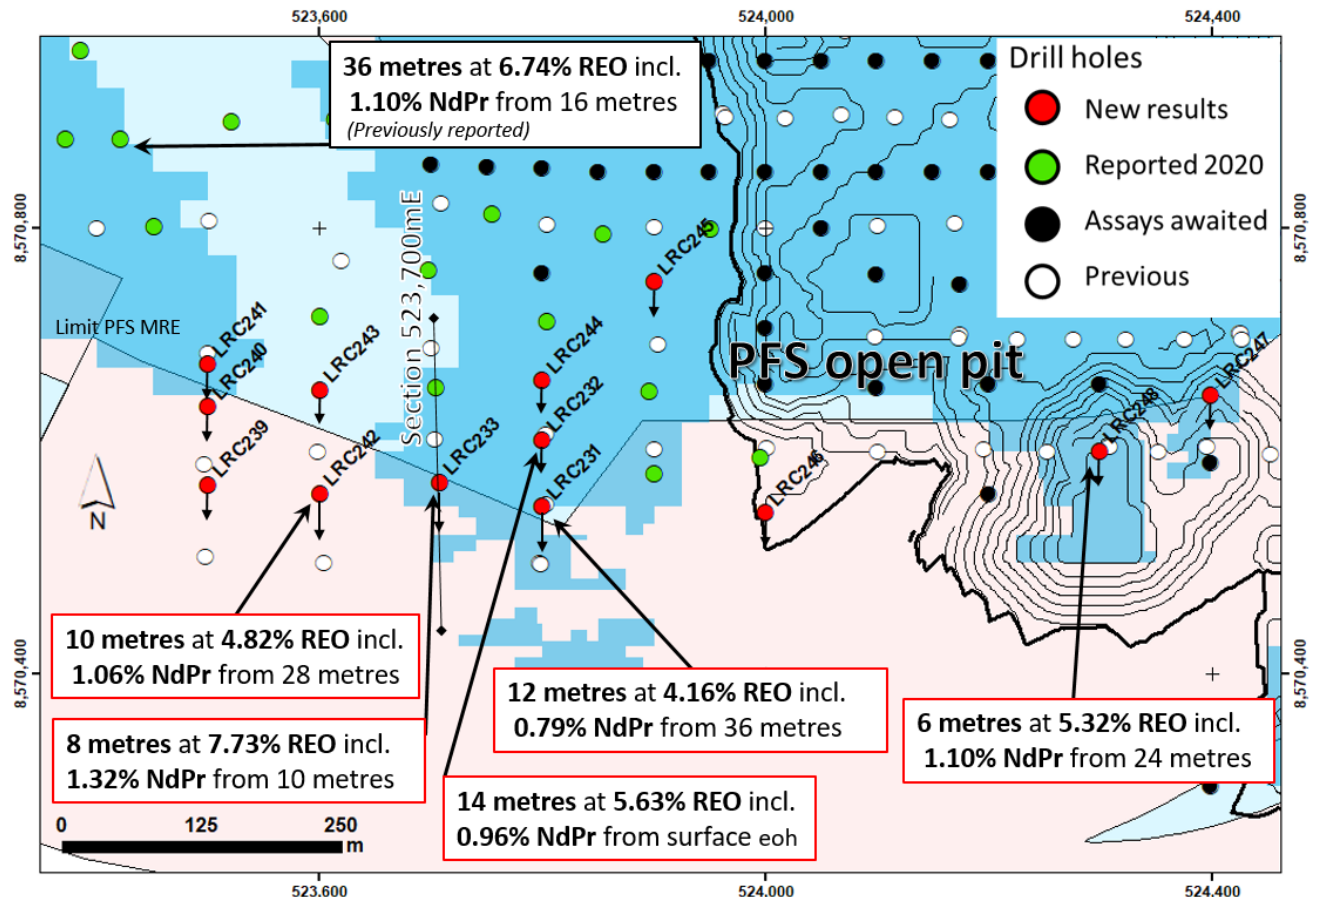 523,600
524,000
524,400
36 metres at 6.74% REO incl.
1.10% NdPr from 16 metres
(Previously reported)
Drill holes
New results
Reported 2020
Assays awaited
Previous
8,570,800
8,570,800
Section 523,700mE
LRC245
Limit PFS MRE
LRC241
LRC240
LRC243
LRC244
LRC247
PFS open pit
LRC232
LRC248
LRC239
LRC242
LRC233
LRC231
LRC246
N
10 metres at 4.82% REO incl.
1.06% NdPr from 28 metres
8,570,400
8,570,400
12 metres at 4.16% REO incl.
0.79% NdPr from 36 metres
6 metres at 5.32% REO incl.
1.10% NdPr from 24 metres
8 metres at 7.73% REO incl.
1.32% NdPr from 10 metres
14 metres at 5.63% REO incl.
0.96% NdPr from surface eoh
0 125 250
m
523,600
524,000
524,400